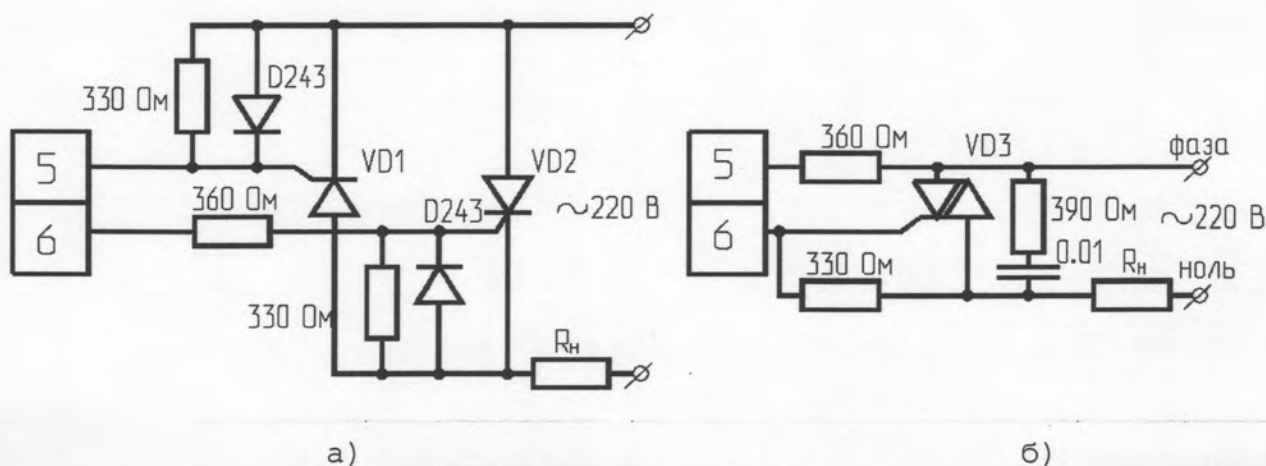 D243
330 Ом
5
VD1
VD2
360 Ом
D243
~220 В
6
330 Ом
Rн
а)
360 Ом
VD3
фаза
5
390 Ом
~220 В
6
0.01
330 Ом
Rн
ноль
б)